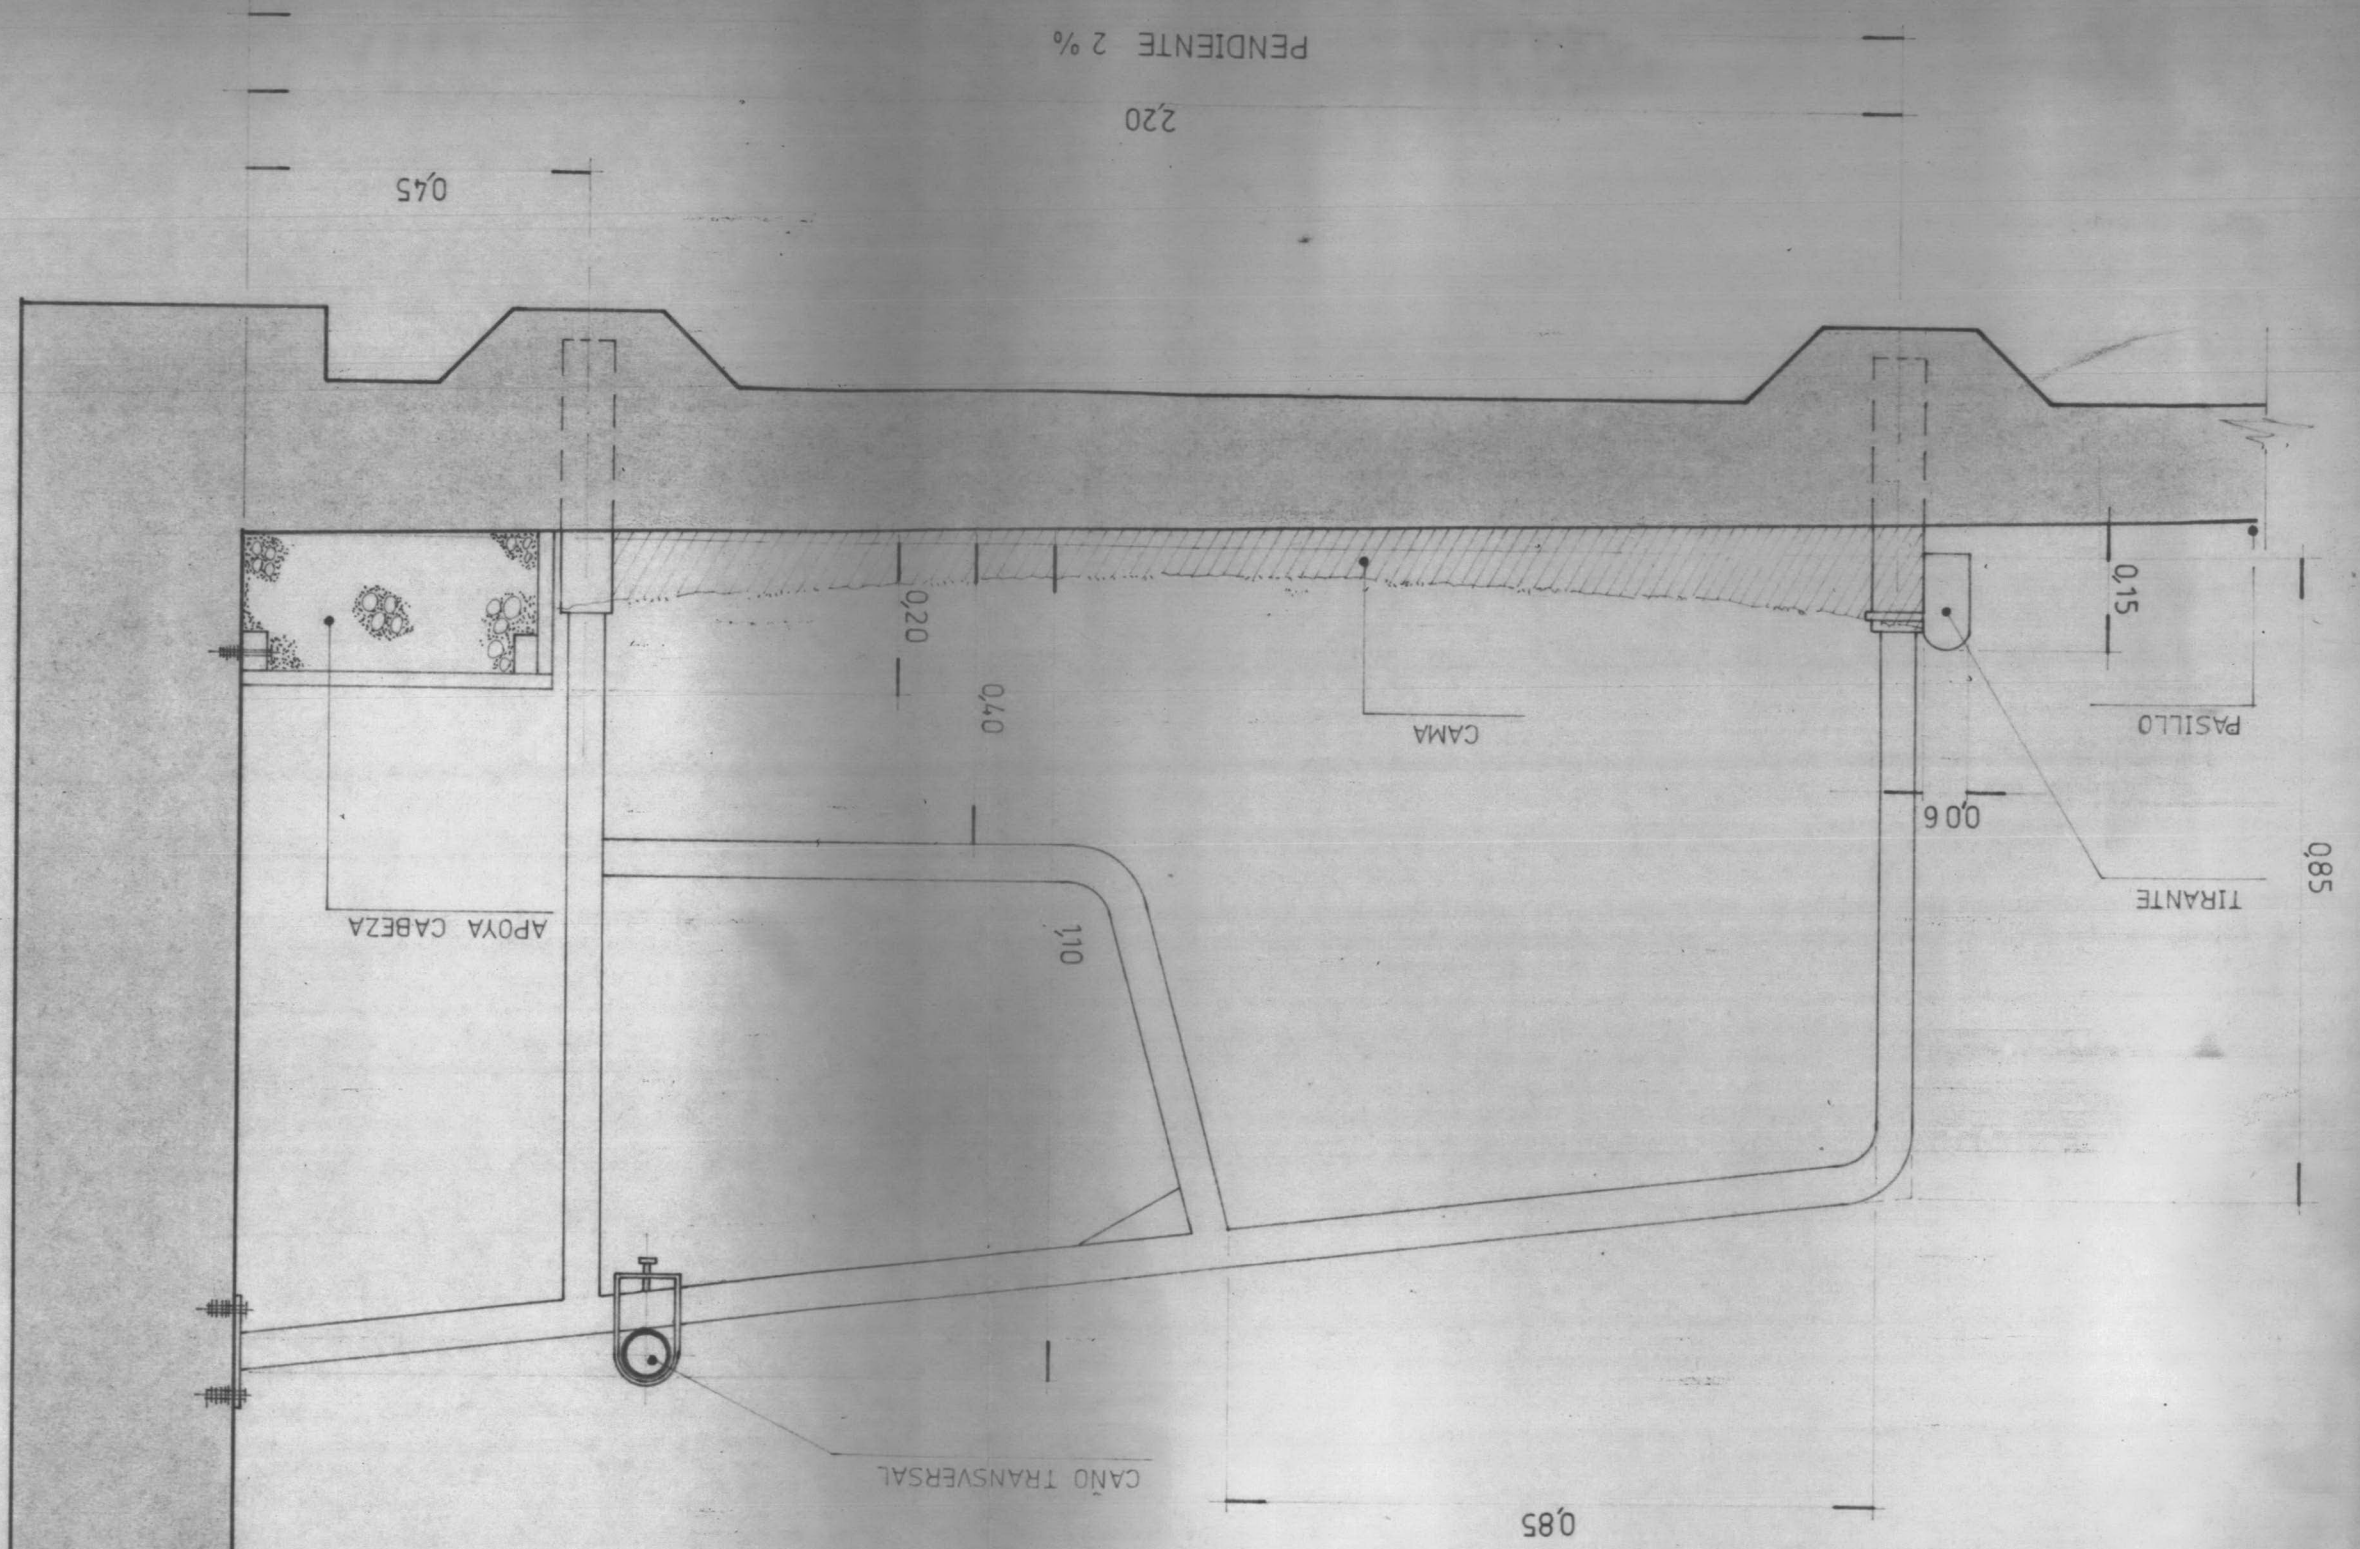 0,85
CAÑO TRANSVERSAL
1,10
APOYA CABEZA
TIRANTE
0,85
0,06
CAMA
PASILLO
0,40
0,20
0,15
0,45
2,20
PENDIENTE 2%